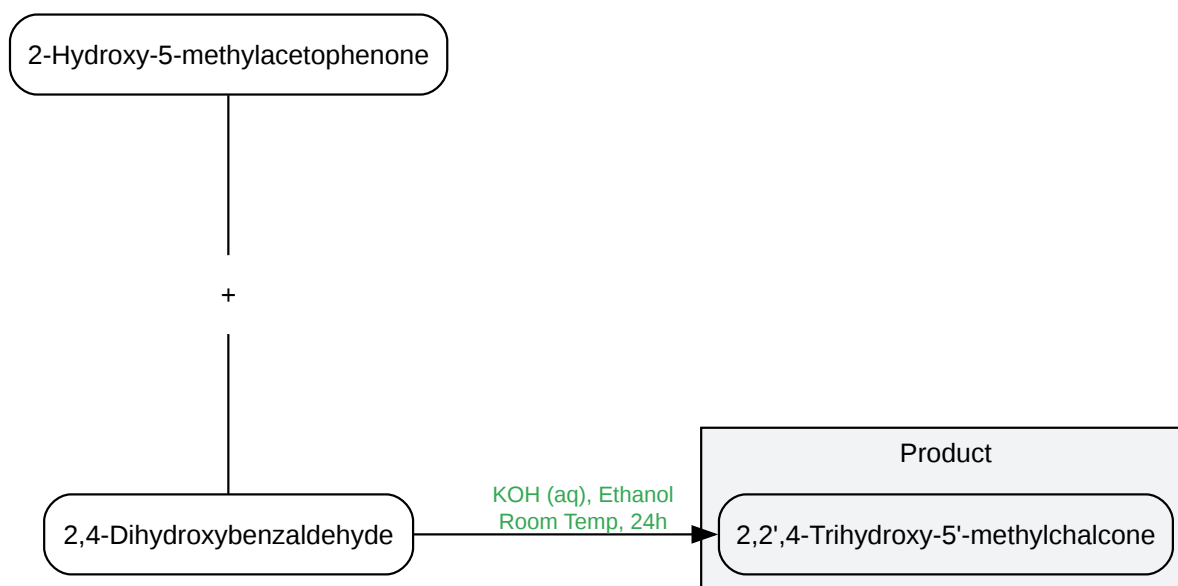 2-Hydroxy-5-methylacetophenone
+
Product
KOH (aq), Ethanol
Room Temp, 24h
2,4-Dihydroxybenzaldehyde
2,2',4-Trihydroxy-5'-methylchalcone